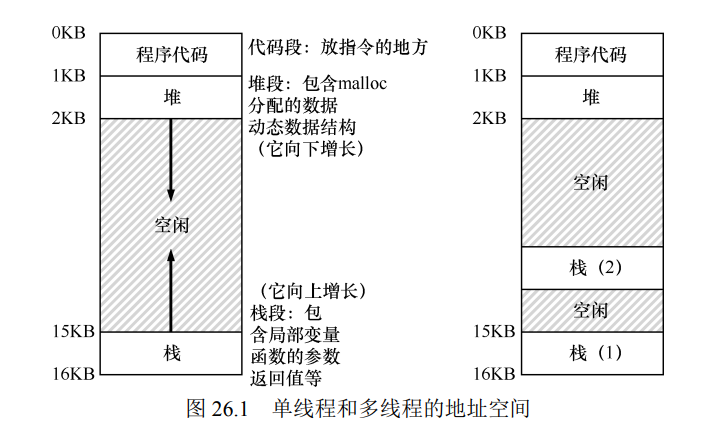 0KB
程序代码
代码段：放指令的地方
1KB
堆
堆段：包含malloc
分配的数据
动态数据结构
（它向下增长）
2KB
空闲
（它向上增长）
栈段：包
含局部变量
函数的参数
返回值等
15KB
栈
16KB
0KB
程序代码
1KB
堆
2KB
空闲
栈（2）
空闲
15KB
栈（1）
16KB
图 26.1 单线程和多线程的地址空间